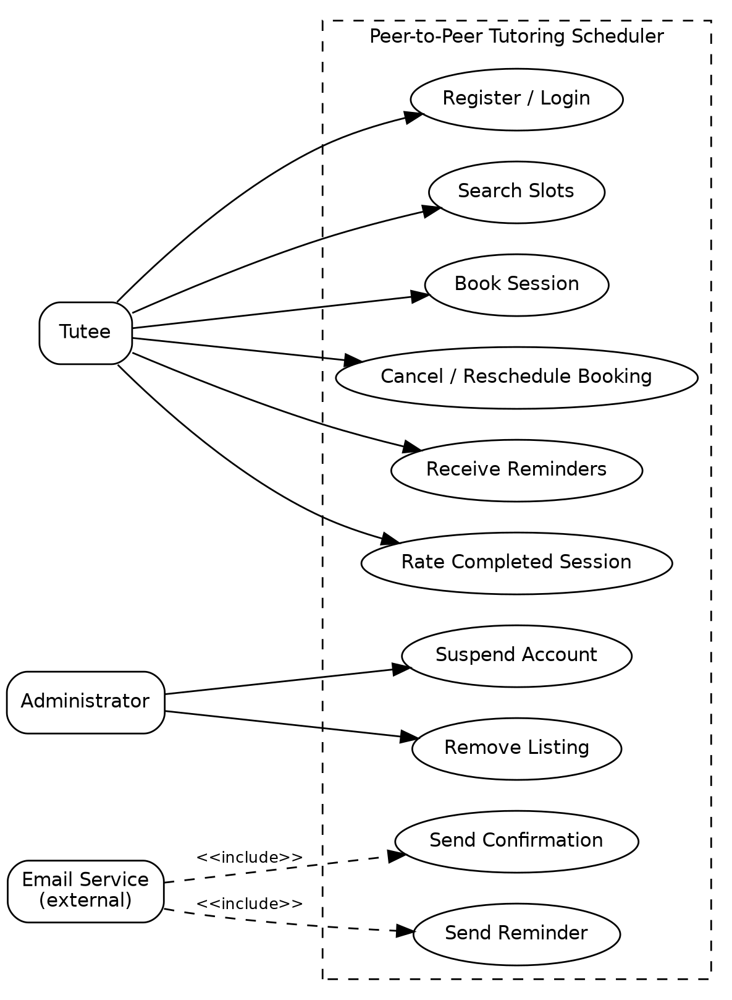 Peer-to-Peer Tutoring Scheduler
Register / Login
Search Slots
Book Session
Tutee
Cancel / Reschedule Booking
Receive Reminders
Rate Completed Session
Suspend Account
Administrator
Remove Listing
Send Confirmation
<<include>>
Email Service
(external)
<<include>>
Send Reminder